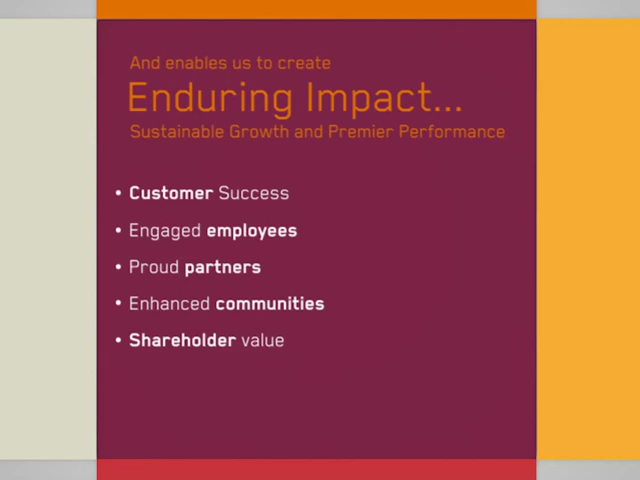 And enables us to create
Enduring Impact...
Sustainable Growth and Premier Performance
• Customer Success
• Engaged employees
• Proud partners
• Enhanced communities
• Shareholder value